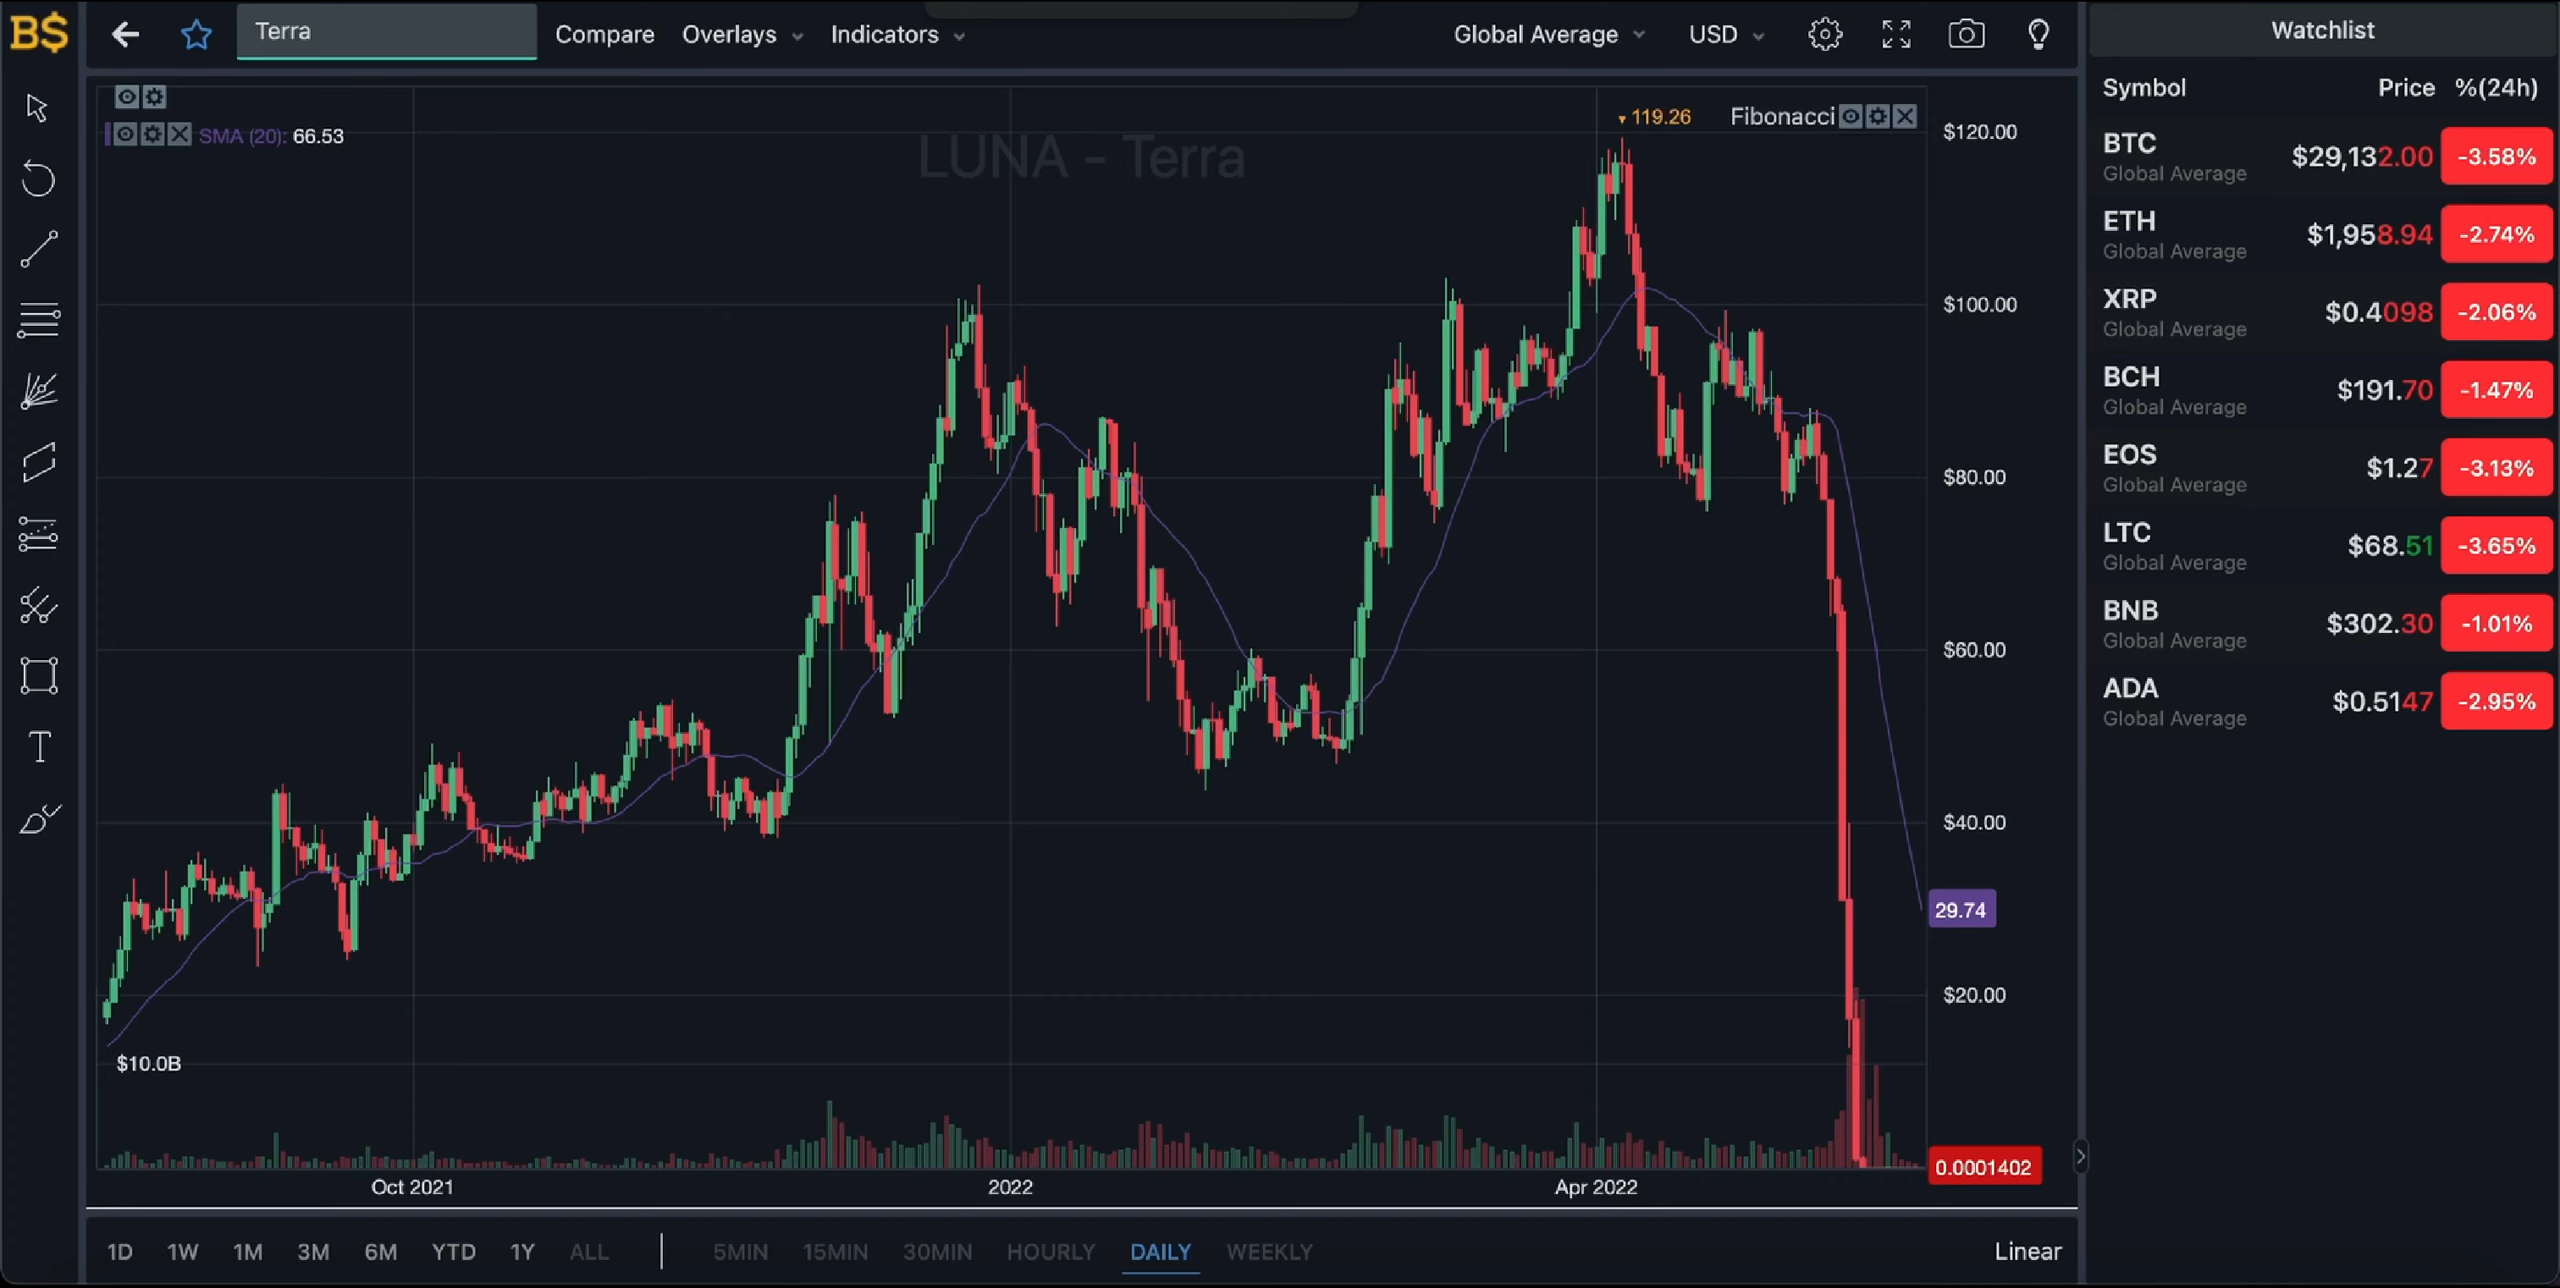 B$
Terra
Compare
Overlays
Indicators
Global Average
USD
Watchlist
Symbol Price %(24h)
SMA (20): 66.53
LUNA - Terra
▾119.26
Fibonacci
$120.00
$100.00
$80.00
$60.00
$40.00
29.74
$20.00
$10.0B
0.0001402
Oct 2021
2022
Apr 2022
1D 1W 1M 3M 6M YTD 1Y ALL
5MIN 15MIN 30MIN HOURLY DAILY WEEKLY
Linear
BTC $29,132.00 -3.58%
Global Average
ETH $1,958.94 -2.74%
Global Average
XRP $0.4098 -2.06%
Global Average
BCH $191.70 -1.47%
Global Average
EOS $1.27 -3.13%
Global Average
LTC $68.51 -3.65%
Global Average
BNB $302.30 -1.01%
Global Average
ADA $0.5147 -2.95%
Global Average
T